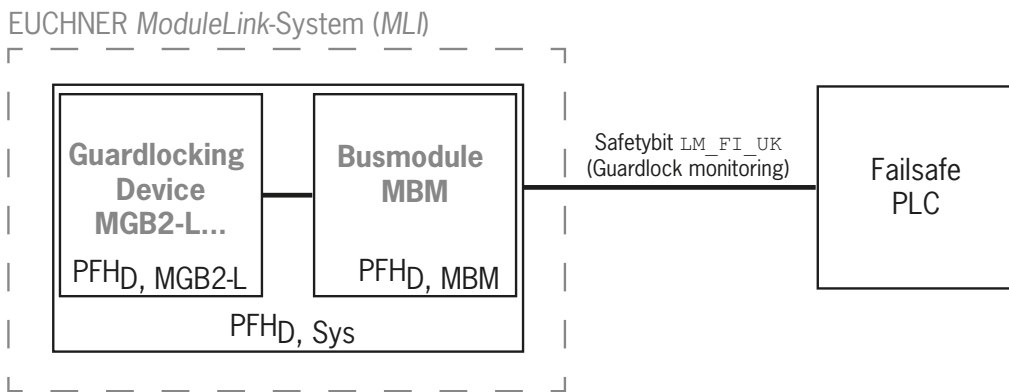 EUCHNER ModuleLink-System (MLI)
Guardlocking
Device
MGB2-L...
PFHD, MGB2-L
Busmodule
MBM
PFHD, MBM
PFHD, Sys
Safetybit LM_FI_UK
(Guardlock monitoring)
Failsafe
PLC